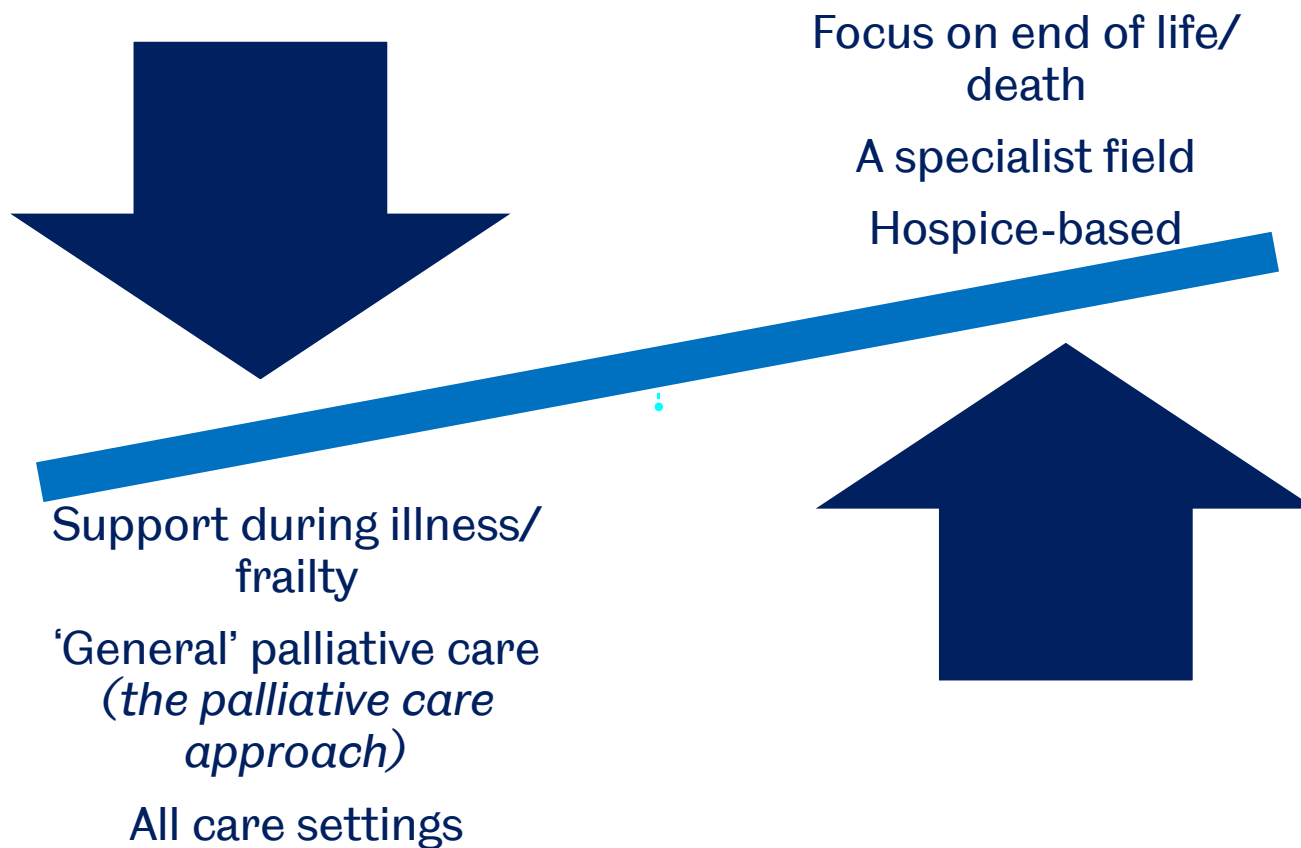 Focus on end of life/
death
A specialist field
Hospice-based
Support during illness/
frailty
‘General’ palliative care
(the palliative care
approach)
All care settings